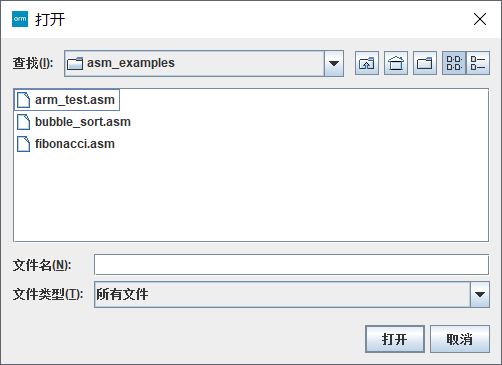 arm 打开
查找(I): asm_examples
arm_test.asm
bubble_sort.asm
fibonacci.asm
文件名(N):
文件类型(T): 所有文件
打开 取消